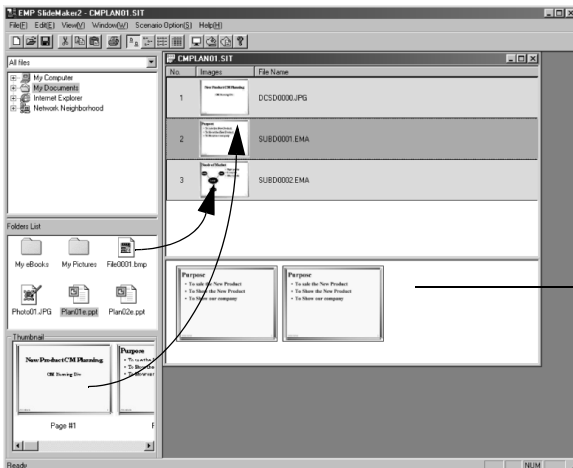 EMP SlideMaker2 - CMPLAN01.SIT
File(F) Edit(E) View(V) Window(W) Scenario Option(S) Help(H)
All files
My Computer
My Documents
Internet Explorer
Network Neighborhood
CMPLAN01.SIT
No. Images File Name
New Product CM Planning
1 DCSD0000.JPG
Purpose
2 SUBD0001.EMA
3 SUBD0002.EMA
Folders List
My eBooks My Pictures File0001.bmp
Photo01.JPG Plan01e.ppt Plan02e.ppt
Purpose
• To sale the New Product
• To Show the New Product
• To Show our company
Purpose
• To sale the New Product
• To Show the New Product
• To Show our company
Thumbnail
New Product CM Planning
CM Planning Div
Purpose
Page #1
Ready
NUM